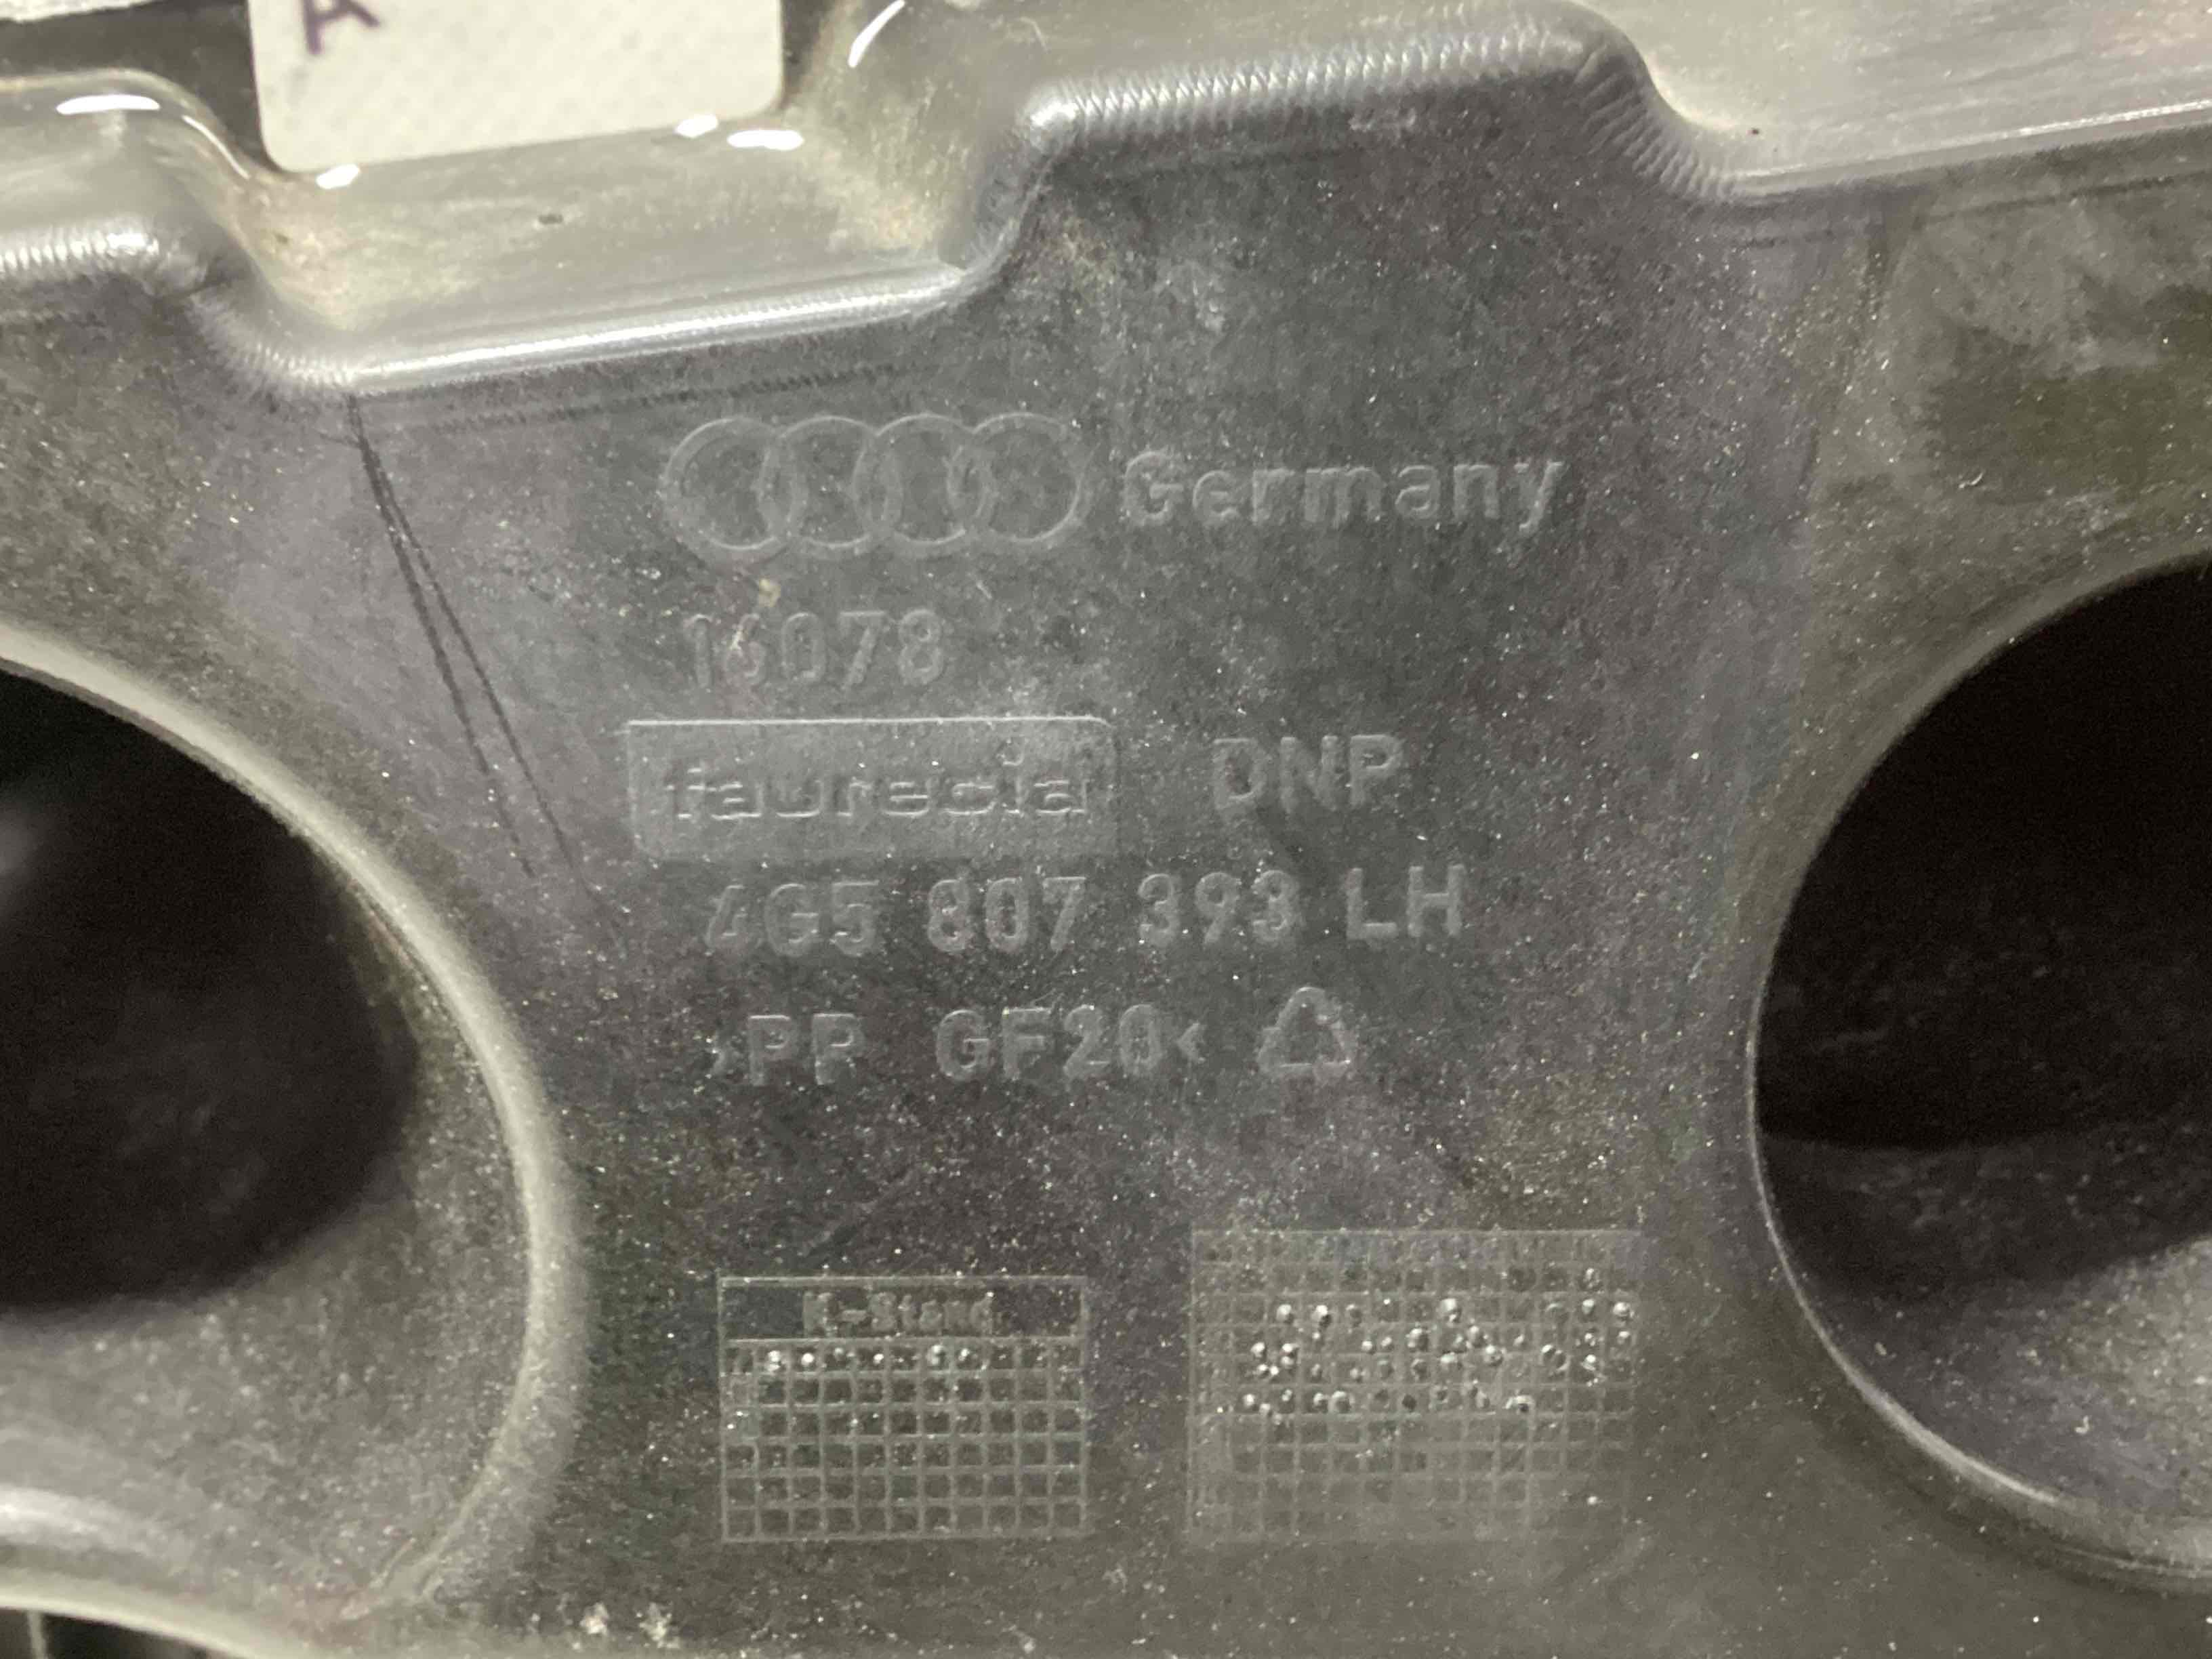 A
Germany
16078
faurecia DNP
4G5 807 393 LH
>PP GF20<
K-Stand